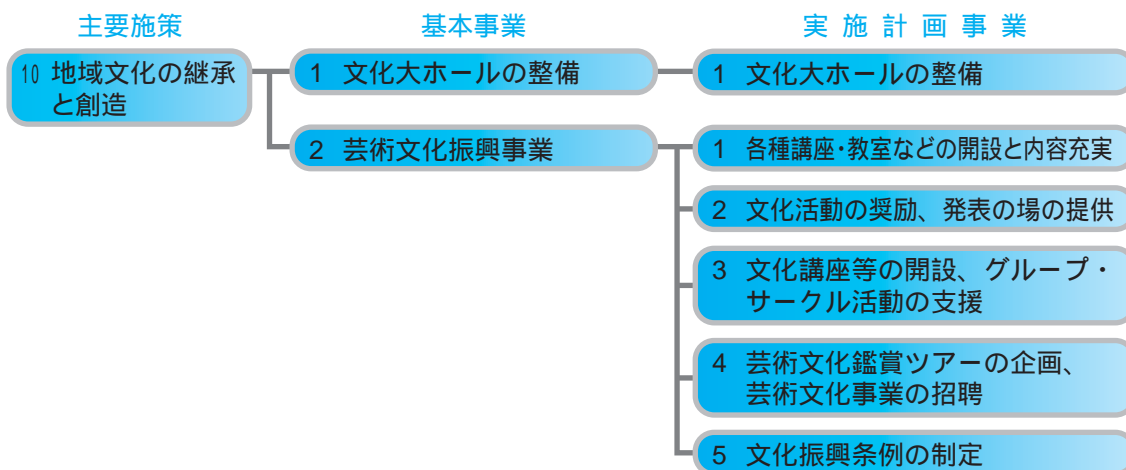 主要施策
基本事業
実施計画事業
10 地域文化の継承
と創造
1 文化大ホールの整備
1 文化大ホールの整備
2 芸術文化振興事業
1 各種講座・教室などの開設と内容充実
2 文化活動の奨励、発表の場の提供
3 文化講座等の開設、グループ・
サークル活動の支援
4 芸術文化鑑賞ツアーの企画、
芸術文化事業の招聘
5 文化振興条例の制定